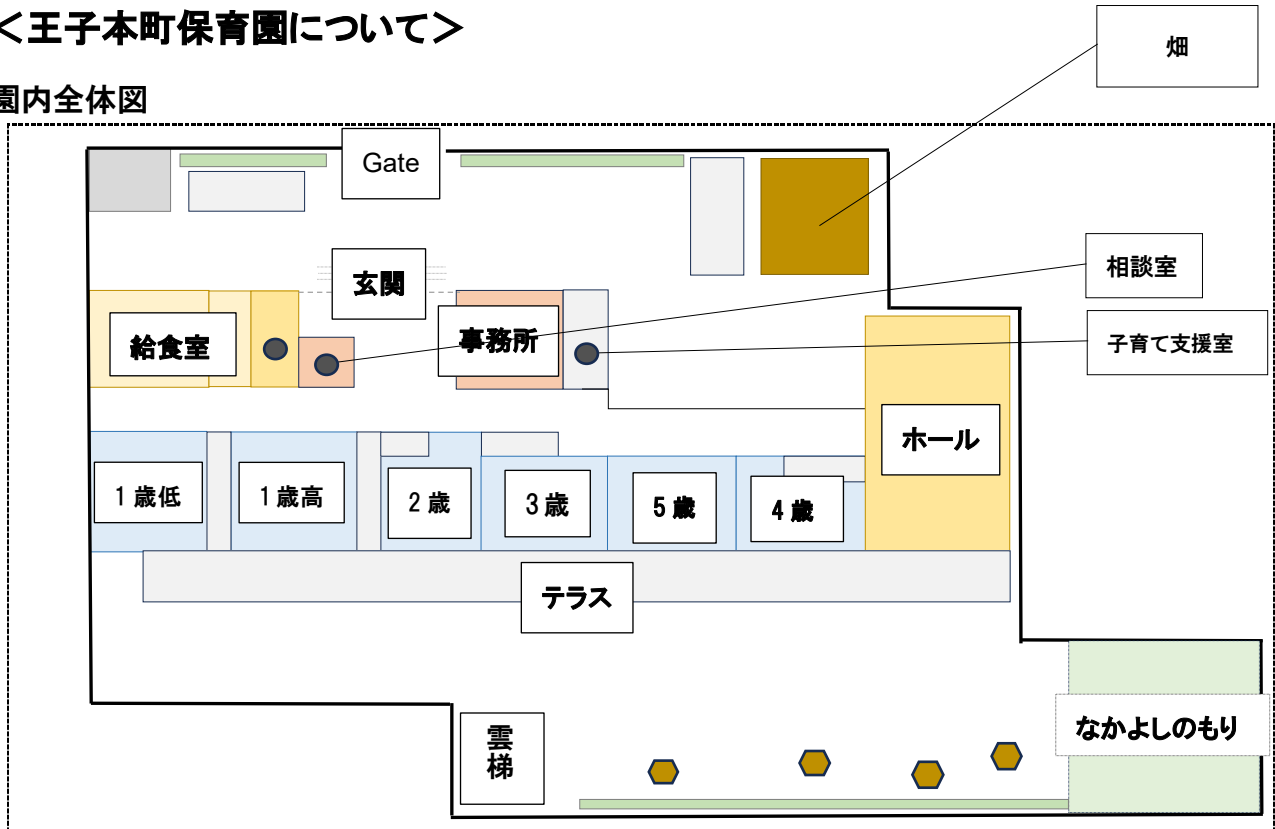 ＜王子本町保育園について＞
園内全体図
畑
Gate
相談室
玄関
給食室
事務所
子育て支援室
ホール
１歳低
１歳高
２歳
３歳
５歳
４歳
テラス
なかよしのもり
雲
梯